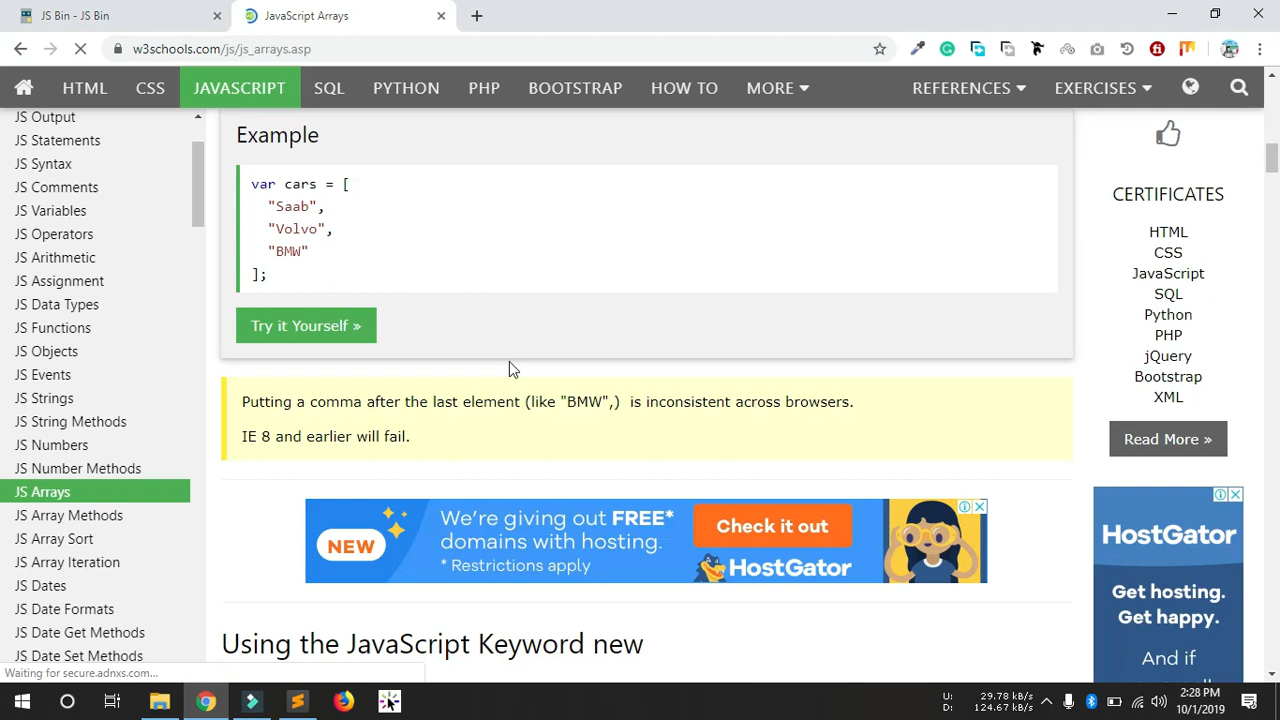 JS Bin - JS Bin
JavaScript Arrays
w3schools.com/js/js_arrays.asp
HTML CSS JAVASCRIPT SQL PYTHON PHP BOOTSTRAP HOW TO MORE REFERENCES EXERCISES
JS Output
JS Statements
JS Syntax
JS Comments
JS Variables
JS Operators
JS Arithmetic
JS Assignment
JS Data Types
JS Functions
JS Objects
JS Events
JS Strings
JS String Methods
JS Numbers
JS Number Methods
JS Arrays
JS Array Methods
JS Array Sort
JS Array Iteration
JS Dates
JS Date Formats
JS Date Get Methods
JS Date Set Methods
Example
var cars = [
"Saab",
"Volvo",
"BMW"
];
Try it Yourself »
Putting a comma after the last element (like "BMW",) is inconsistent across browsers.
IE 8 and earlier will fail.
NEW
We're giving out FREE*
domains with hosting.
* Restrictions apply
Check it out
HostGator
Using the JavaScript Keyword new
CERTIFICATES
HTML
CSS
JavaScript
SQL
Python
PHP
jQuery
Bootstrap
XML
Read More »
HostGator
Get hosting.
Get happy.
And if
Waiting for secure.adnxs.com...
U: 29.78 kB/s
D: 124.67 kB/s
2:28 PM
10/1/2019